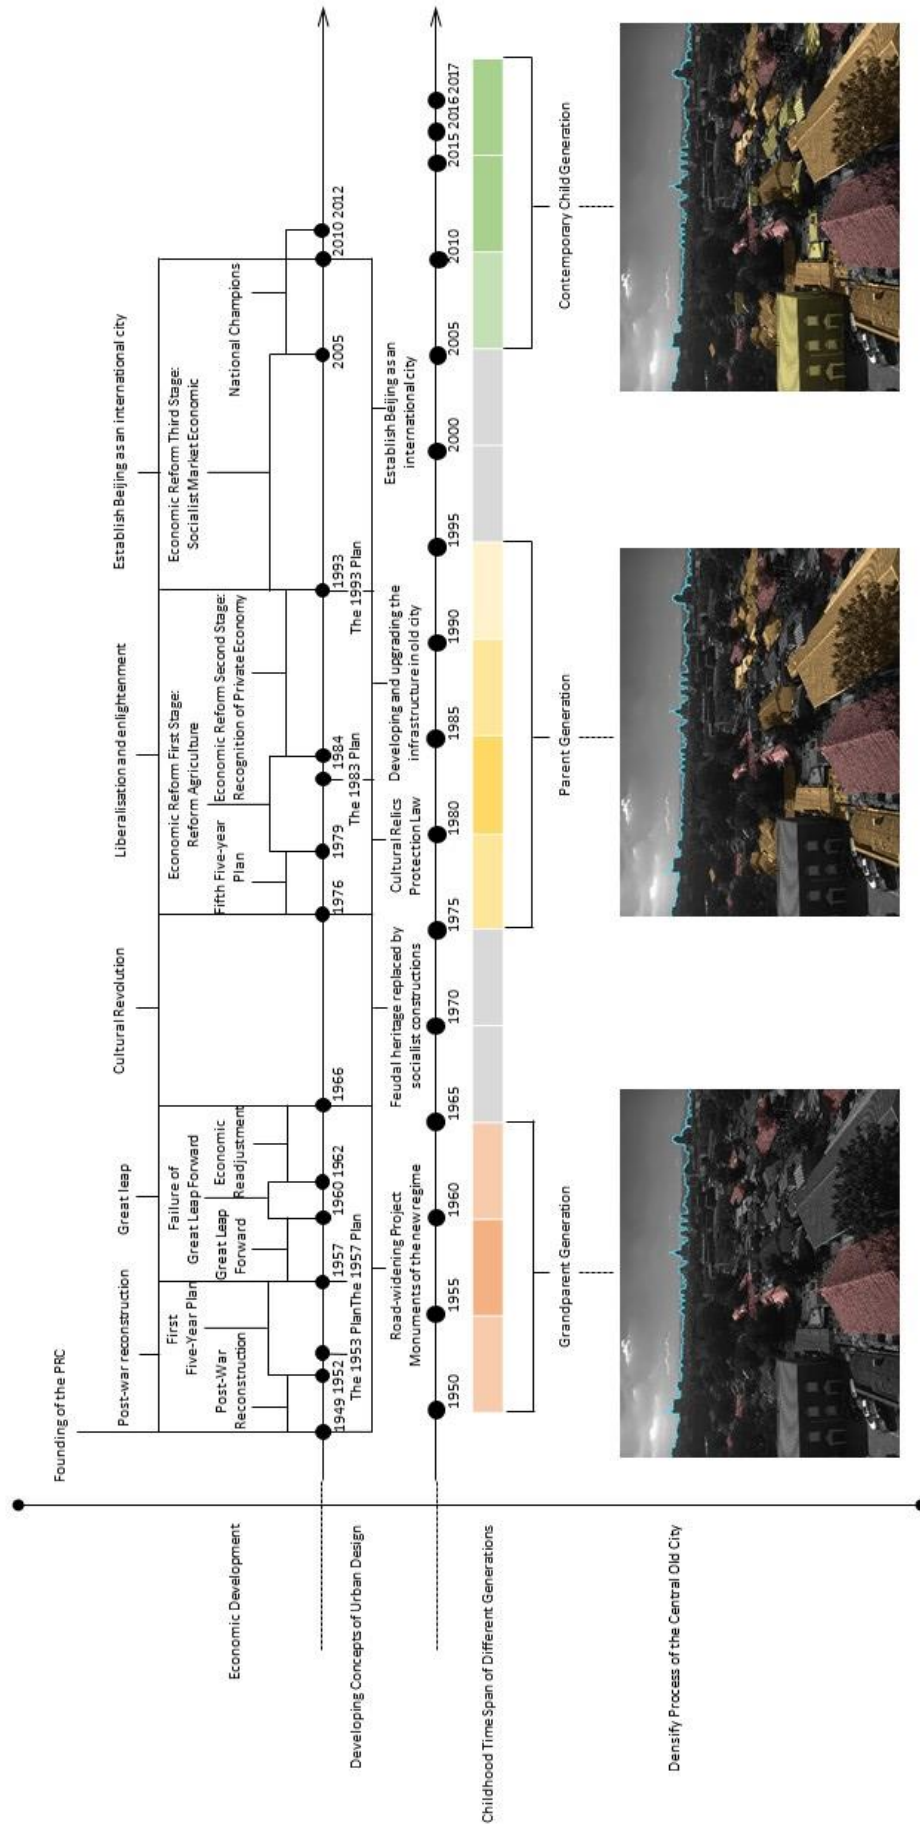 Founding of the PRC
Post-war reconstruction
Great leap
Cultural Revolution
Liberalisation and enlightenment
Establish Beijing as an international city
First
Five-Year Plan
Failure of
Great Leap Forward
Economic Reform First Stage:
Reform Agriculture
Economic Reform Third Stage:
Socialist Market Economic
Economic Development
Post-War
Reconstruction
Great Leap
Forward
Economic
Readjustment
Fifth Five-year
Plan
Economic Reform Second Stage:
Recognition of Private Economy
National Champions
1949 1952
1957
1960 1962
1966
1976
1979
1984
1993
2005
2010 2012
Developing Concepts of Urban Design
The 1953 Plan
The 1957 Plan
The 1983 Plan
The 1993 Plan
Road-widening Project
Monuments of the new regime
Feudal heritage replaced by
socialist constructions
Cultural Relics
Protection Law
Developing and upgrading the
infrastructure in old city
Establish Beijing as an
international city
1950
1955
1960
1965
1970
1975
1980
1985
1990
1995
2000
2005
2010
2015 2016 2017
Childhood Time Span of Different Generations
Grandparent Generation
Parent Generation
Contemporary Child Generation
Densify Process of the Central Old City